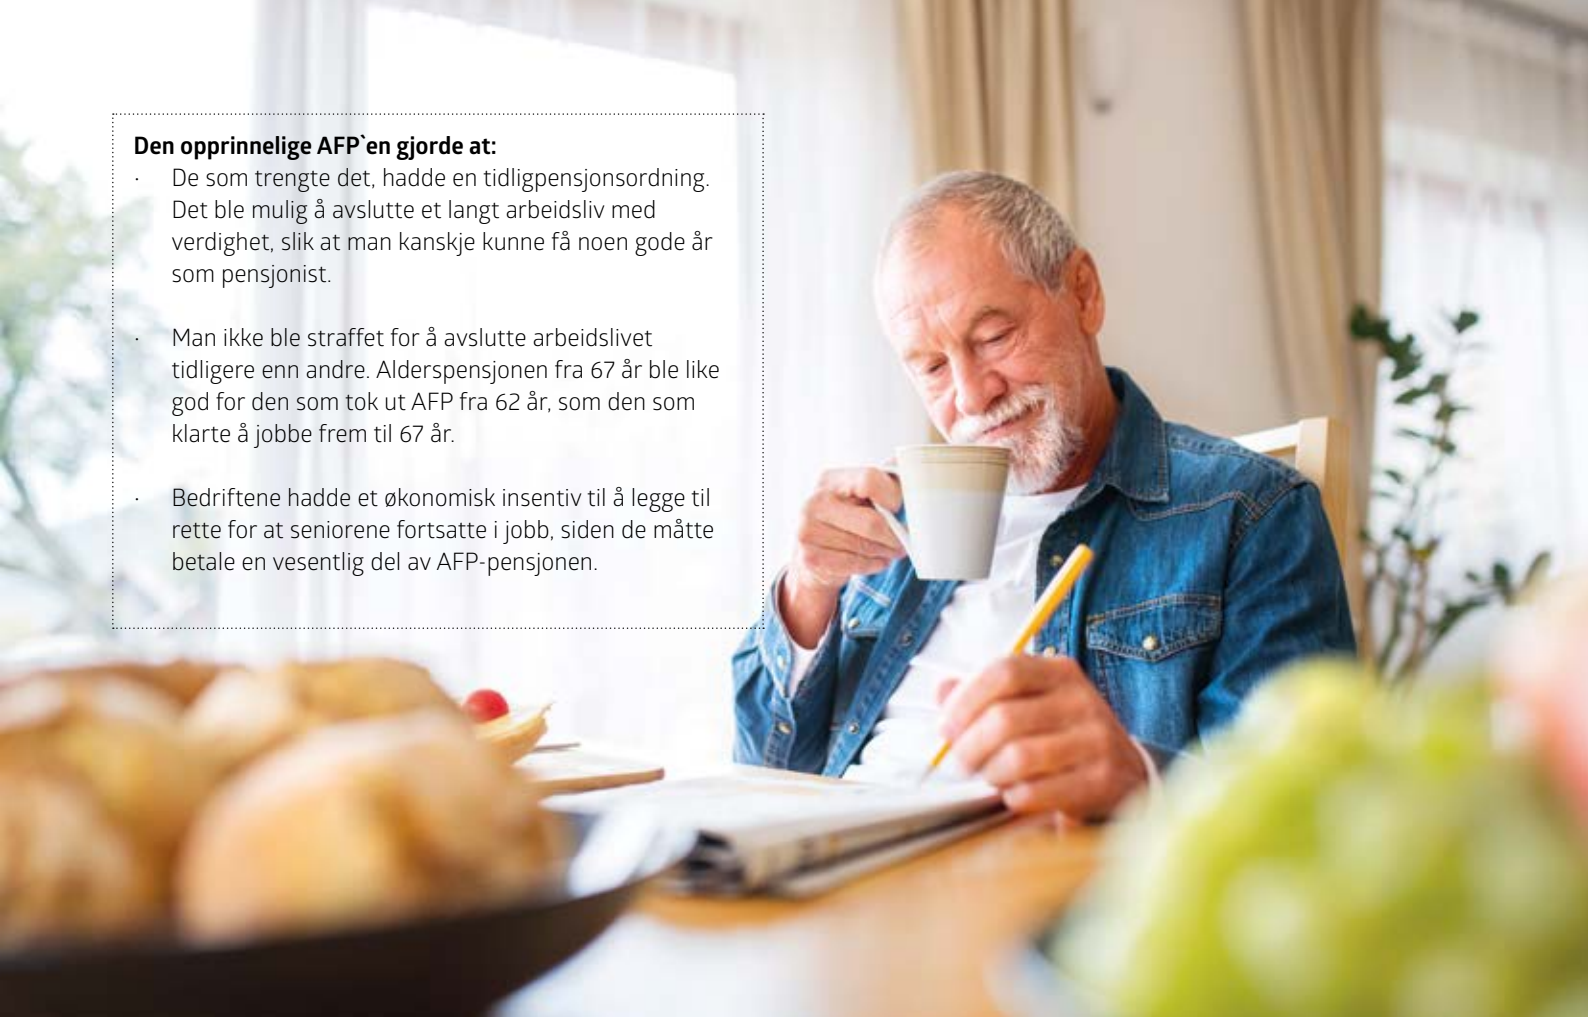 Den opprinnelige AFP`en gjorde at:
· De som trengte det, hadde en tidligpensjonsordning.
Det ble mulig å avslutte et langt arbeidsliv med
verdighet, slik at man kanskje kunne få noen gode år
som pensjonist.
· Man ikke ble straffet for å avslutte arbeidslivet
tidligere enn andre. Alderspensjonen fra 67 år ble like
god for den som tok ut AFP fra 62 år, som den som
klarte å jobbe frem til 67 år.
· Bedriftene hadde et økonomisk insentiv til å legge til
rette for at seniorene fortsatte i jobb, siden de måtte
betale en vesentlig del av AFP-pensjonen.